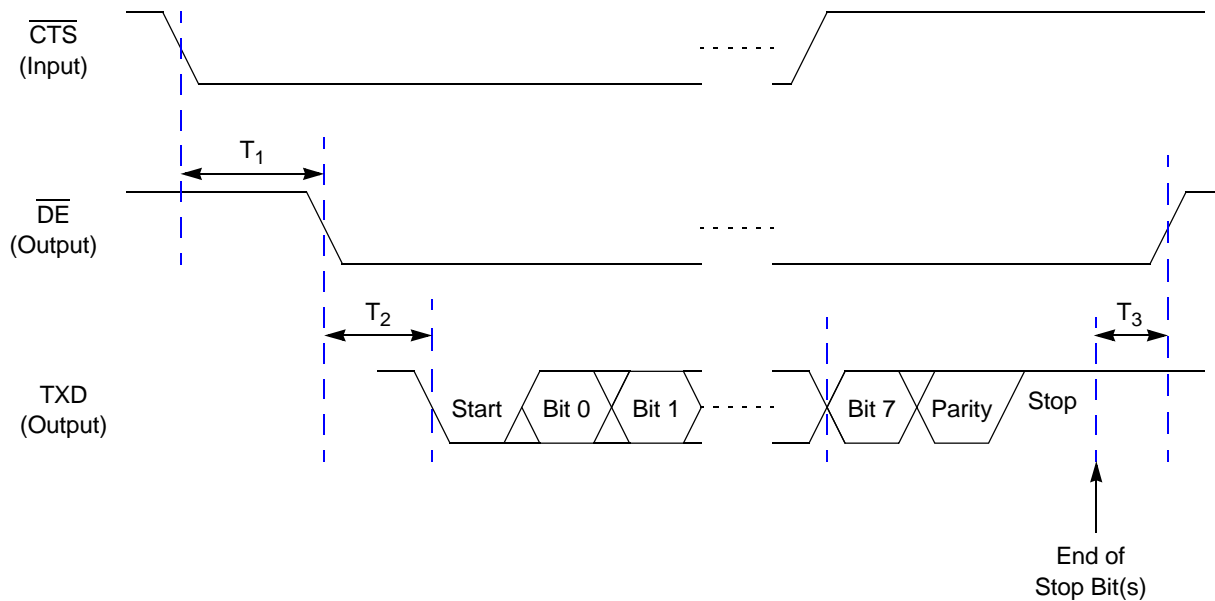 CTS
(Input)
T1
DE
(Output)
T2
T3
TXD
(Output)
Start
Bit 0
Bit 1
Bit 7
Parity
Stop
End of
Stop Bit(s)